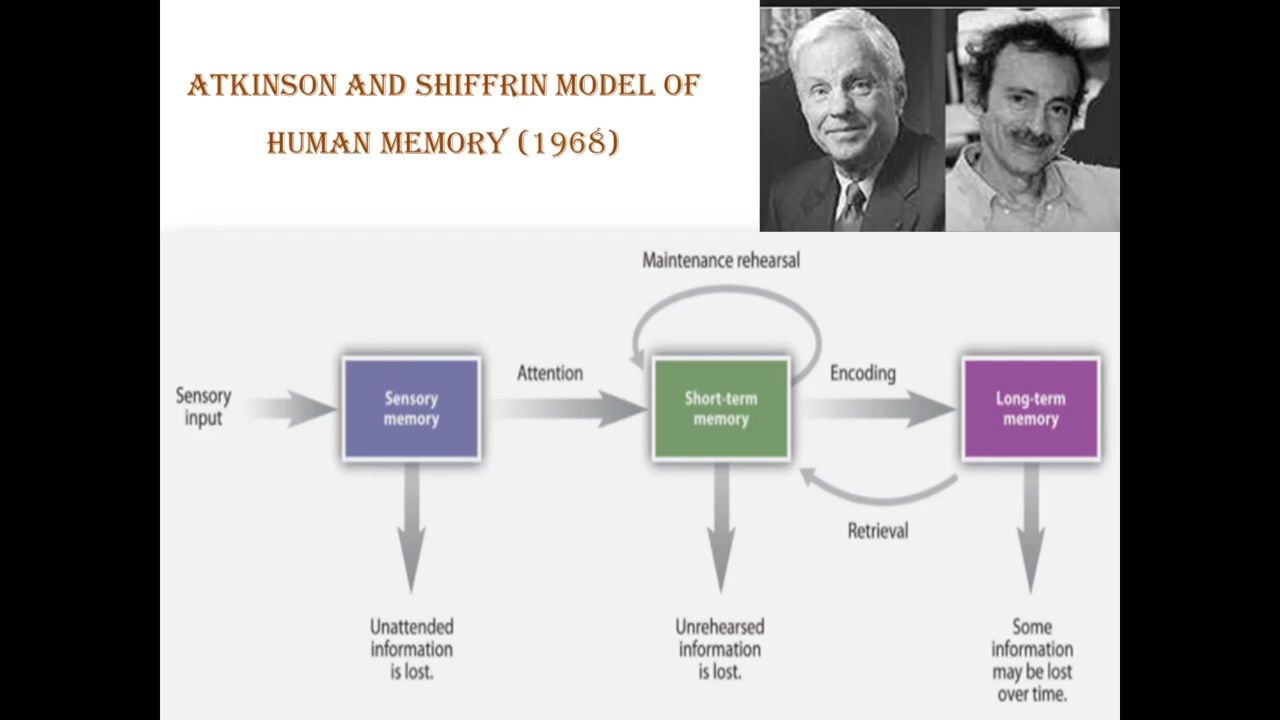 ATKINSON AND SHIFFRIN MODEL OF
HUMAN MEMORY (1968)
Maintenance rehearsal
Sensory
input
Sensory
memory
Attention
Short-term
memory
Encoding
Long-term
memory
Retrieval
Unattended
information
is lost.
Unrehearsed
information
is lost.
Some
information
may be lost
over time.